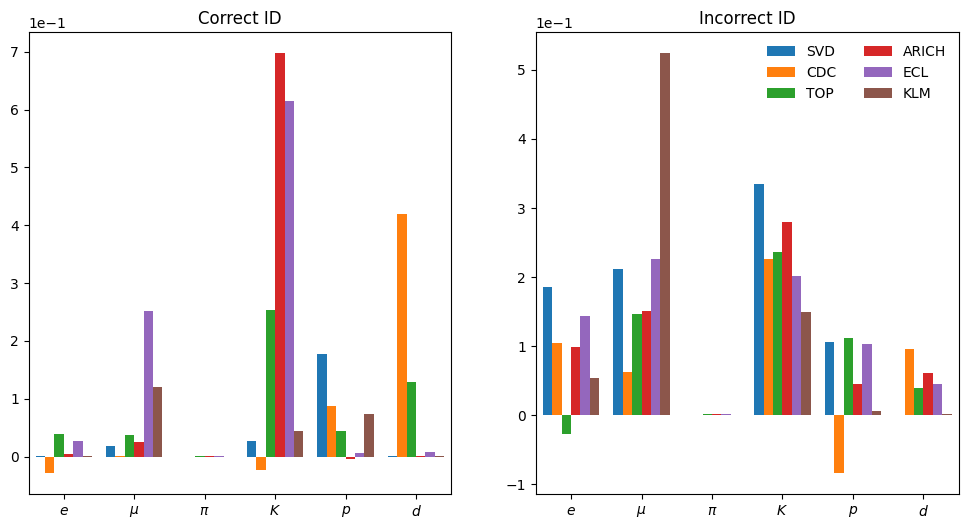 Correct ID
1e−1
7
6
5
4
3
2
1
0
e μ π K p d
Incorrect ID
1e−1
5
4
3
2
1
0
−1
e μ π K p d
SVD ARICH
CDC ECL
TOP KLM